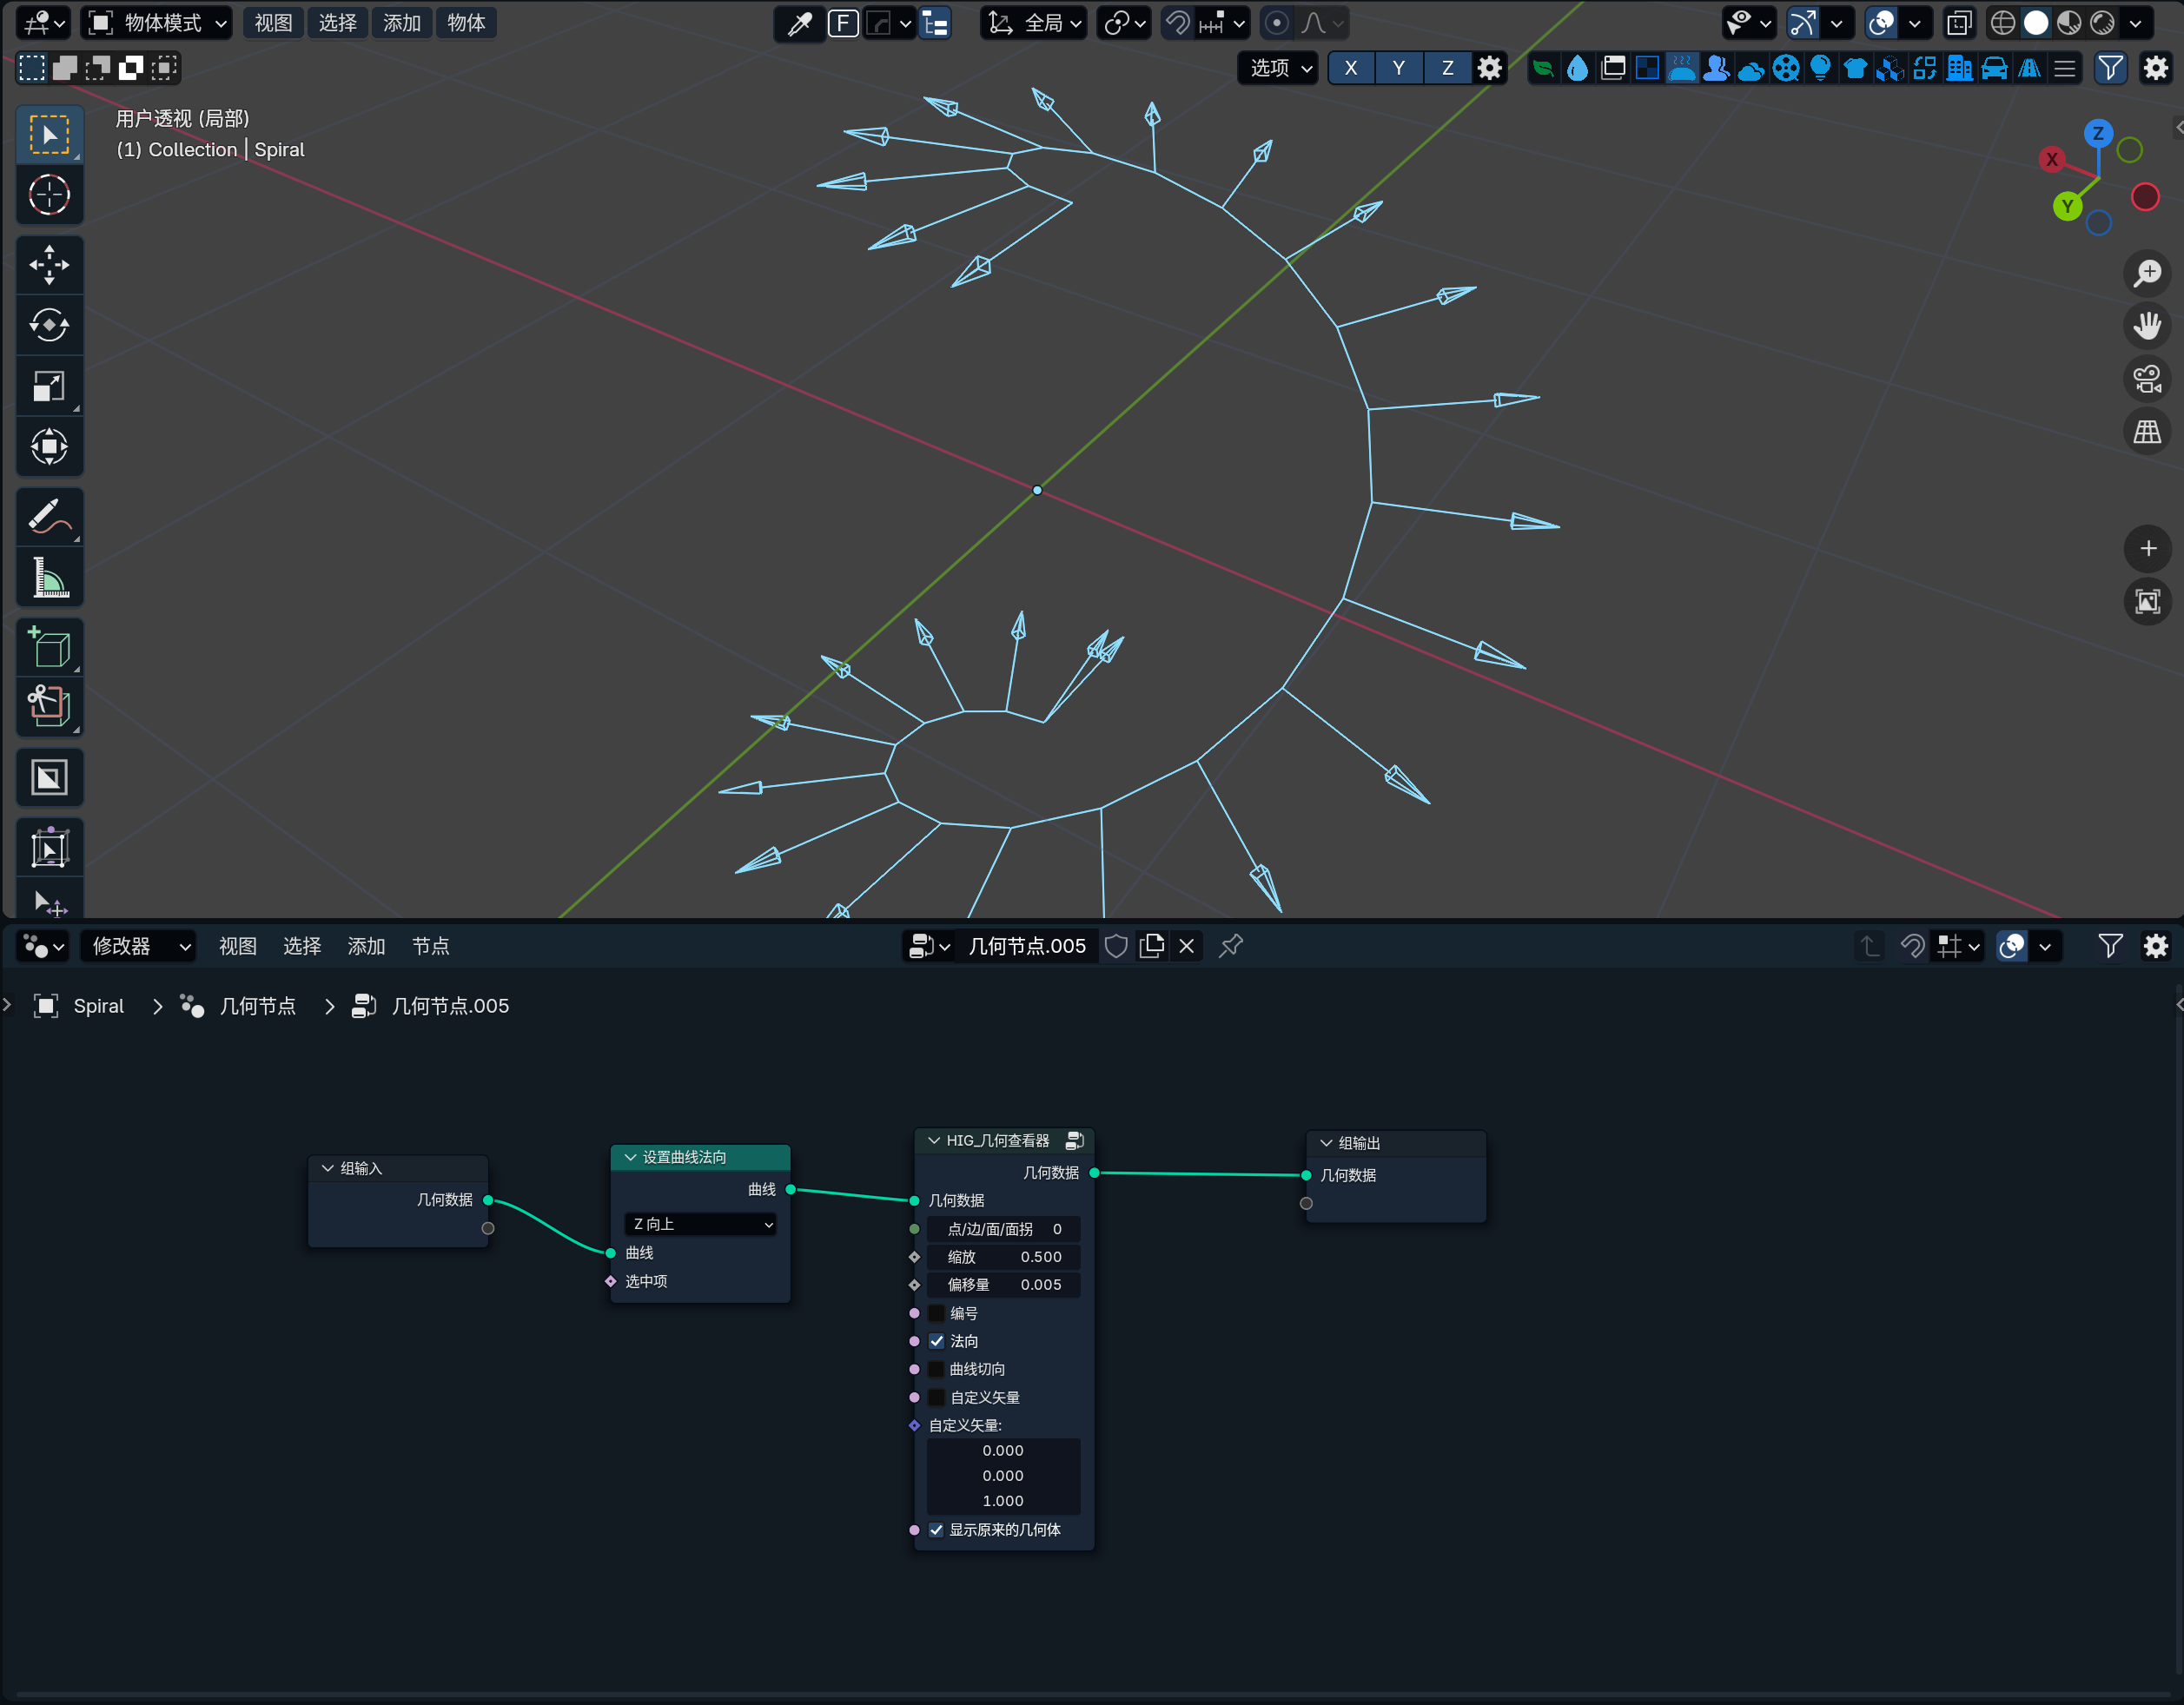 物体模式 视图 选择 添加 物体 F 全局
选项 X Y Z
用户透视 (局部)
(1) Collection | Spiral
Z
X
Y
修改器 视图 选择 添加 节点 几何节点.005
Spiral 几何节点 几何节点.005
组输入
几何数据
设置曲线法向
曲线
Z 向上
曲线
选中项
HIG_几何查看器
几何数据
几何数据
点/边/面/面拐 0
缩放 0.500
偏移量 0.005
编号
法向
曲线切向
自定义矢量
自定义矢量:
0.000
0.000
1.000
显示原来的几何体
组输出
几何数据